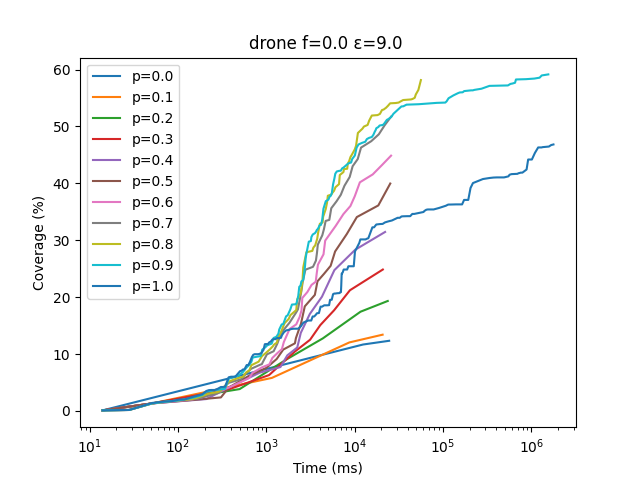 drone f=0.0 ε=9.0
Coverage (%)
60
50
40
30
20
10
0
p=0.0
p=0.1
p=0.2
p=0.3
p=0.4
p=0.5
p=0.6
p=0.7
p=0.8
p=0.9
p=1.0
10¹ 10² 10³ 10⁴ 10⁵ 10⁶
Time (ms)